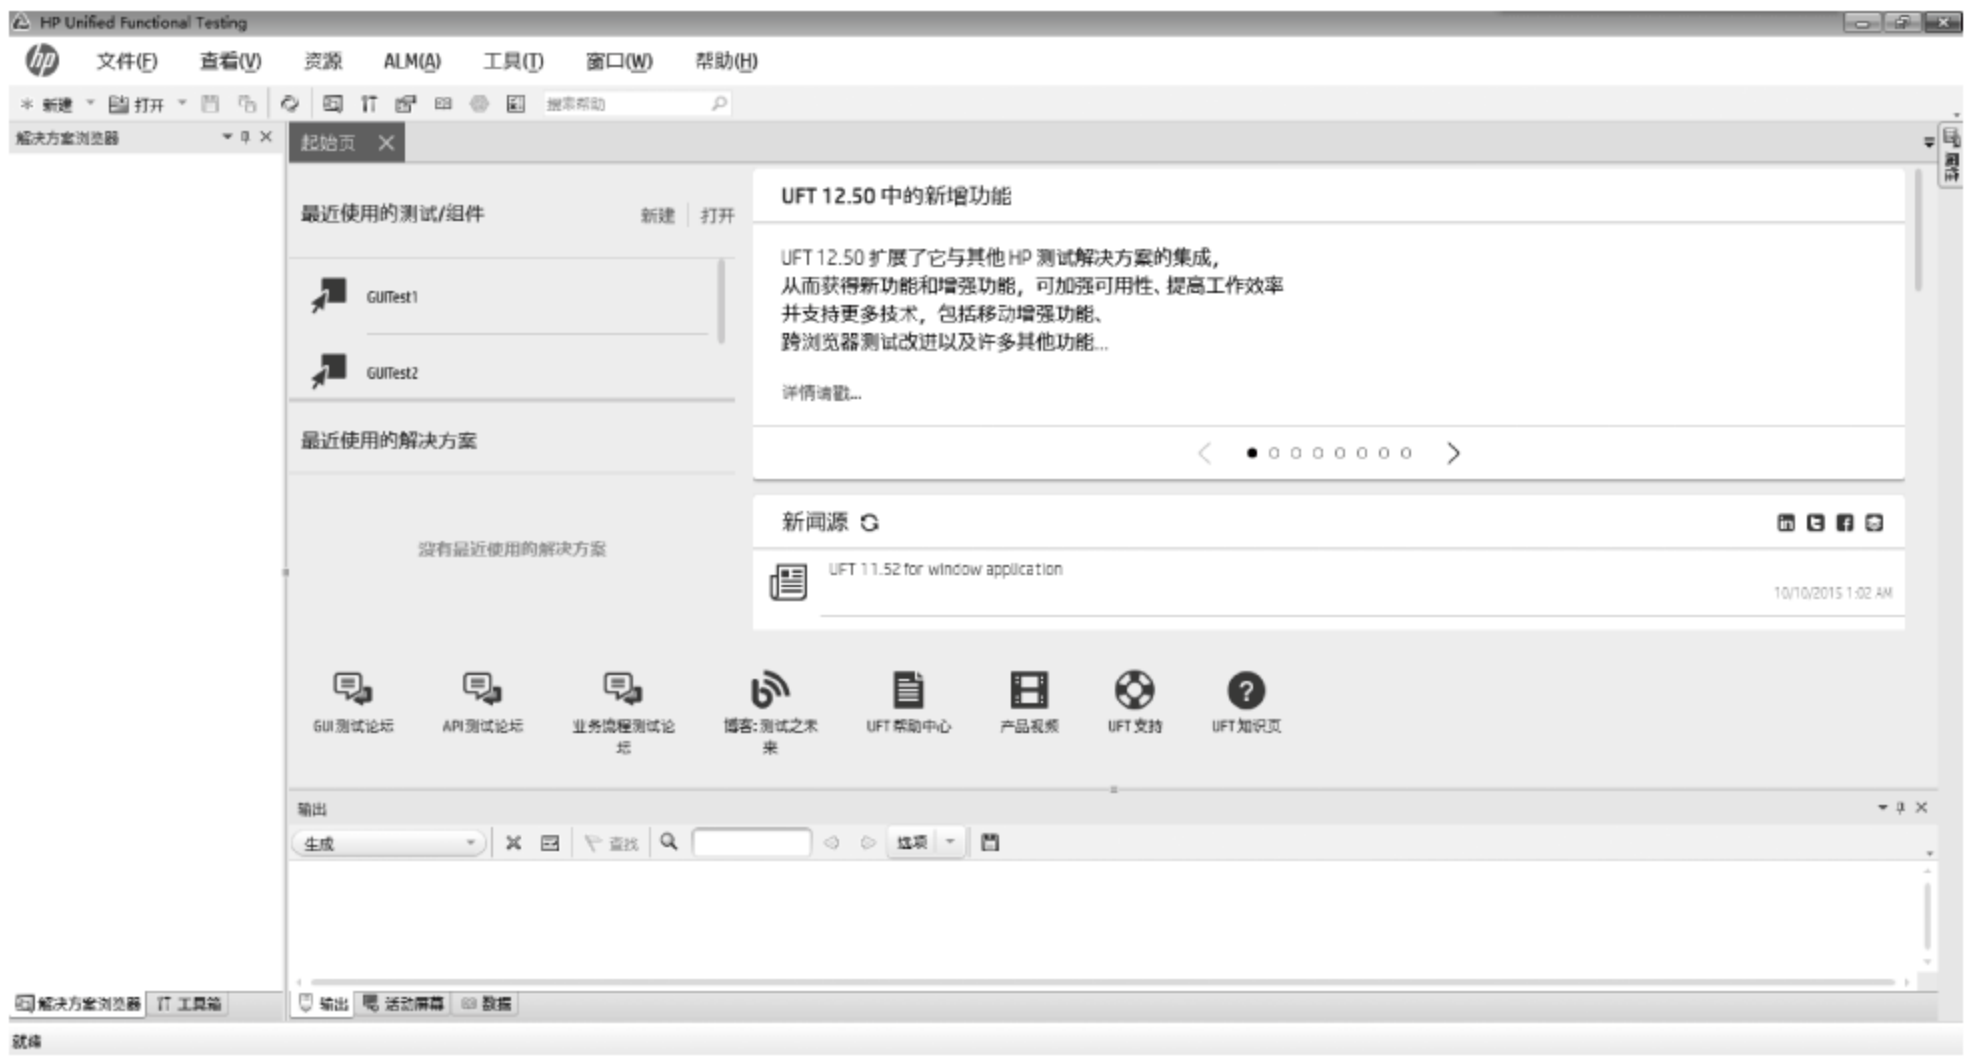 HP Unified Functional Testing
hp 文件(F) 查看(V) 资源 ALM(A) 工具(T) 窗口(W) 帮助(H)
新建 打开 搜索帮助
解决方案浏览器
起始页
属性
最近使用的测试/组件 新建 打开
GUITest1
GUITest2
最近使用的解决方案
没有最近使用的解决方案
UFT 12.50 中的新增功能
UFT 12.50 扩展了它与其他 HP 测试解决方案的集成，
从而获得新功能和增强功能，可加强可用性、提高工作效率
并支持更多技术，包括移动增强功能、
跨浏览器测试改进以及许多其他功能...
详情请戳...
新闻源
UFT 11.52 for window application
10/10/2015 1:02 AM
GUI 测试论坛
API 测试论坛
业务流程测试论
坛
博客: 测试之未
来
UFT 帮助中心
产品视频
UFT 支持
UFT 知识页
输出
生成 查找 选项
解决方案浏览器 工具箱 输出 活动屏幕 数据
就绪